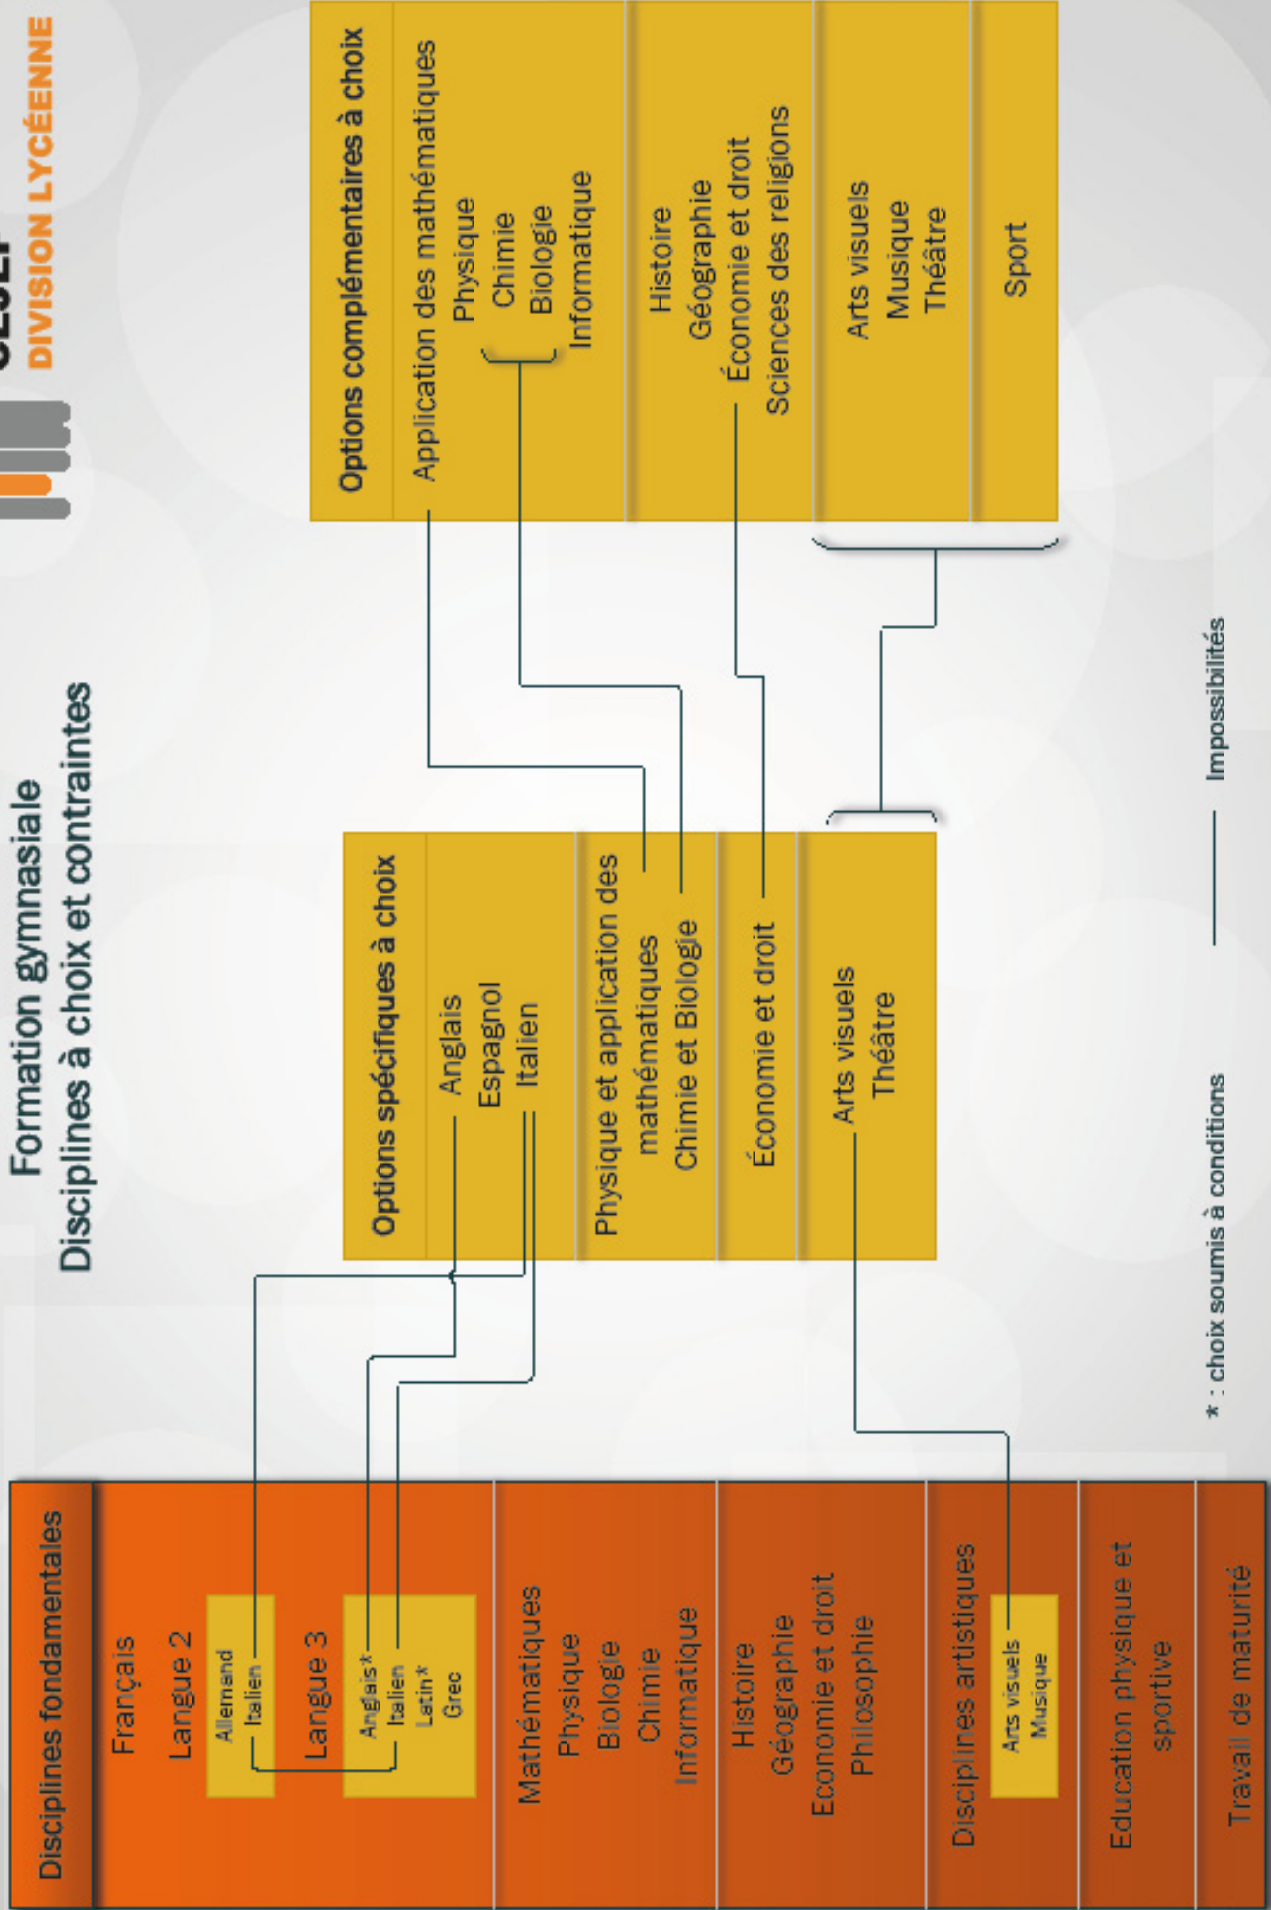 DIVISION LYCÉENNE
Formation gymnasiale
Disciplines à choix et contraintes
Disciplines fondamentales
Français
Langue 2
Allemand
Italien
Langue 3
Anglais*
Italien
Latin*
Grec
Mathématiques
Physique
Biologie
Chimie
Informatique
Histoire
Géographie
Economie et droit
Philosophie
Disciplines artistiques
Arts visuels
Musique
Education physique et
sportive
Travail de maturité
Options spécifiques à choix
Anglais
Espagnol
Italien
Physique et application des
mathématiques
Chimie et Biologie
Économie et droit
Arts visuels
Théâtre
Options complémentaires à choix
Application des mathématiques
Physique
Chimie
Biologie
Informatique
Histoire
Géographie
Économie et droit
Sciences des religions
Arts visuels
Musique
Théâtre
Sport
* : choix soumis à conditions
Impossibilités